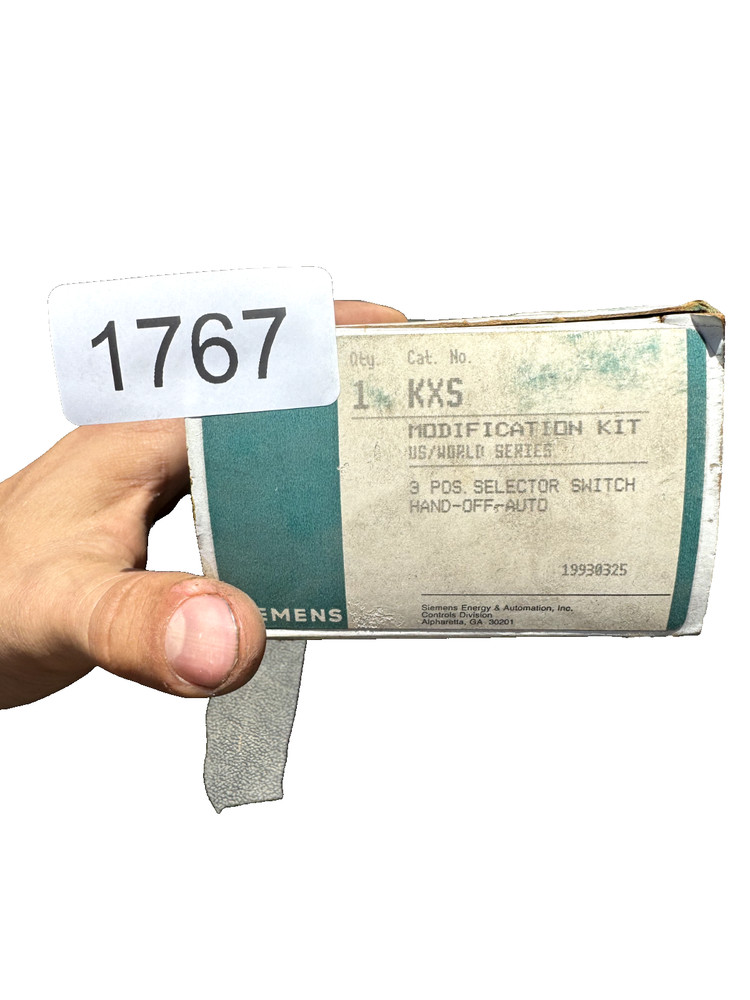 1767
Qty. Cat. No.
1 KXS
MODIFICATION KIT
US/WORLD SERIES
3 POS. SELECTOR SWITCH
HAND-OFF-AUTO
19930325
EMENS
Siemens Energy & Automation, Inc.
Controls Division
Alpharetta, GA 30201